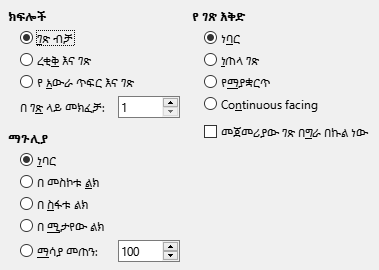 ክፍሎች
ገጽ ብቻ
ረቂቅ እና ገጽ
የ አውራ ጥፍር እና ገጽ
በ ገጽ ላይ መክፈቻ: 1
ማጉሊያ
ነባር
በ መስኮቱ ልክ
በ ስፋቱ ልክ
በ ሚታየው ልክ
ማሳያ መጠን: 100
የ ገጽ እቅድ
ነባር
ነጠላ ገጽ
የማያቋርጥ
Continuous facing
መጀመሪያው ገጽ በግራ በኩል ነው